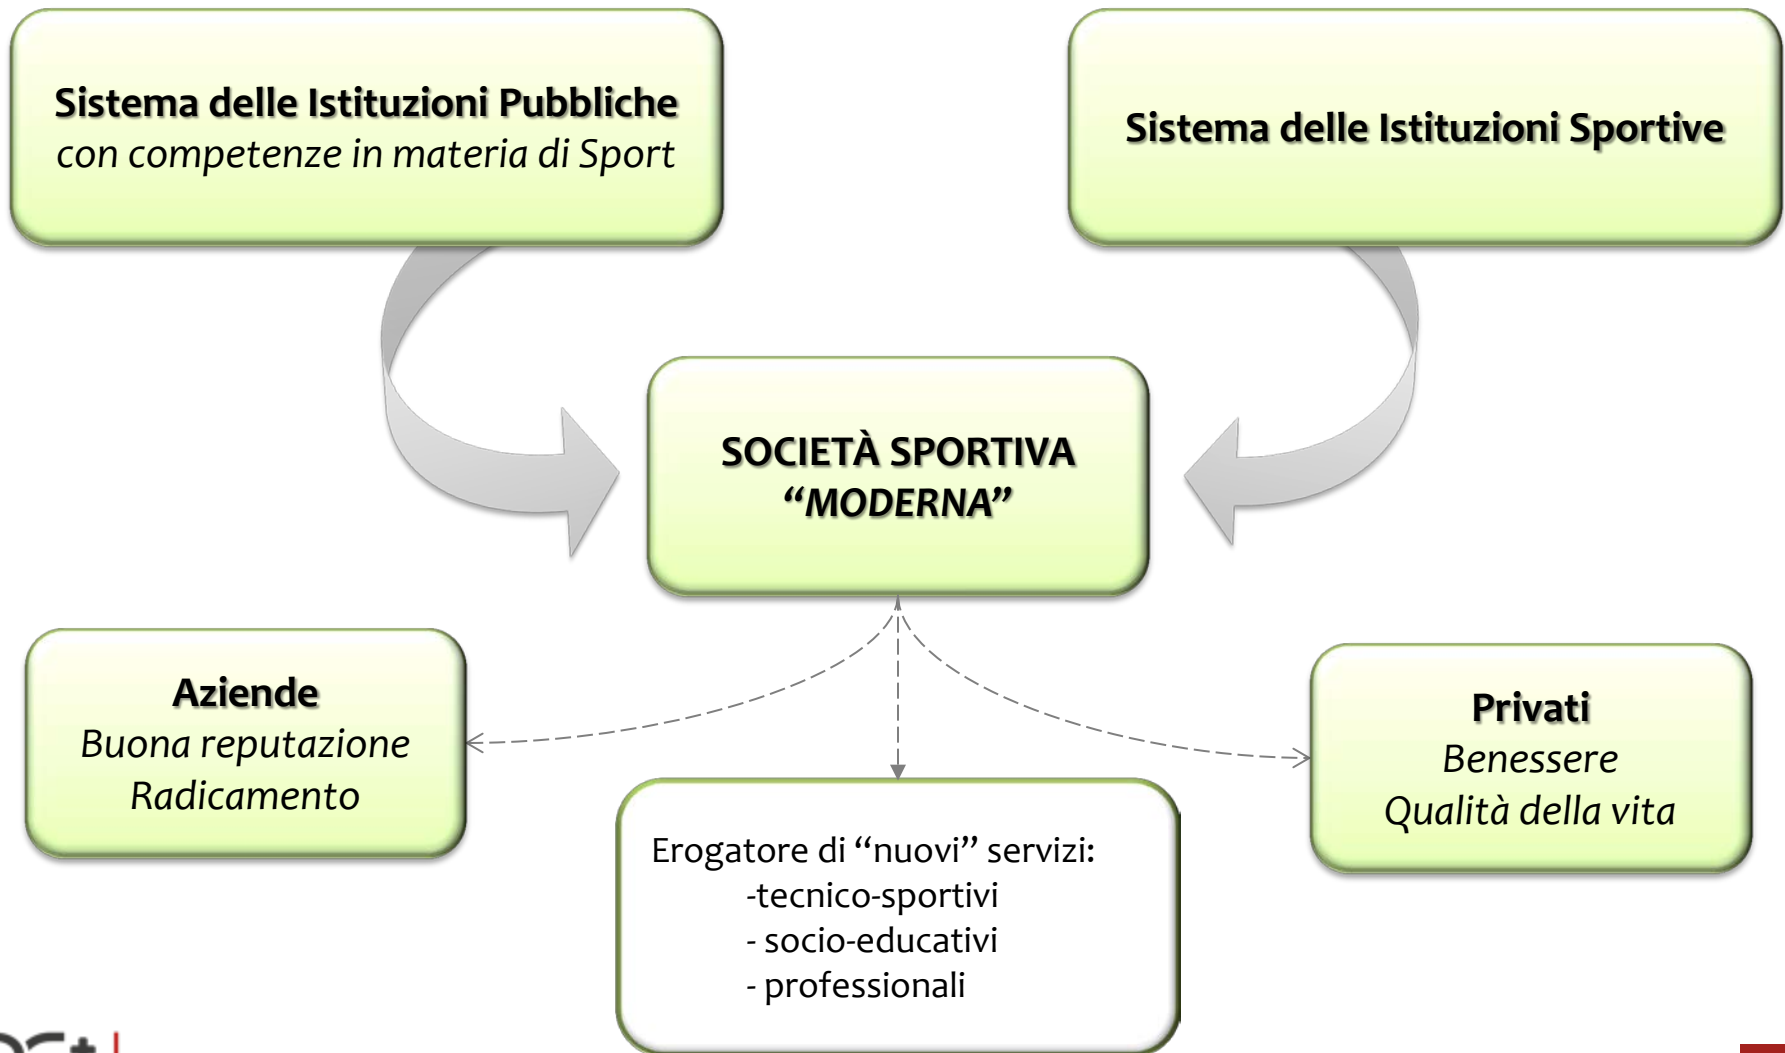 Sistema delle Istituzioni Pubbliche
con competenze in materia di Sport
Sistema delle Istituzioni Sportive
SOCIETÀ SPORTIVA
“MODERNA”
Aziende
Buona reputazione
Radicamento
Privati
Benessere
Qualità della vita
Erogatore di “nuovi” servizi:
-tecnico-sportivi
- socio-educativi
- professionali